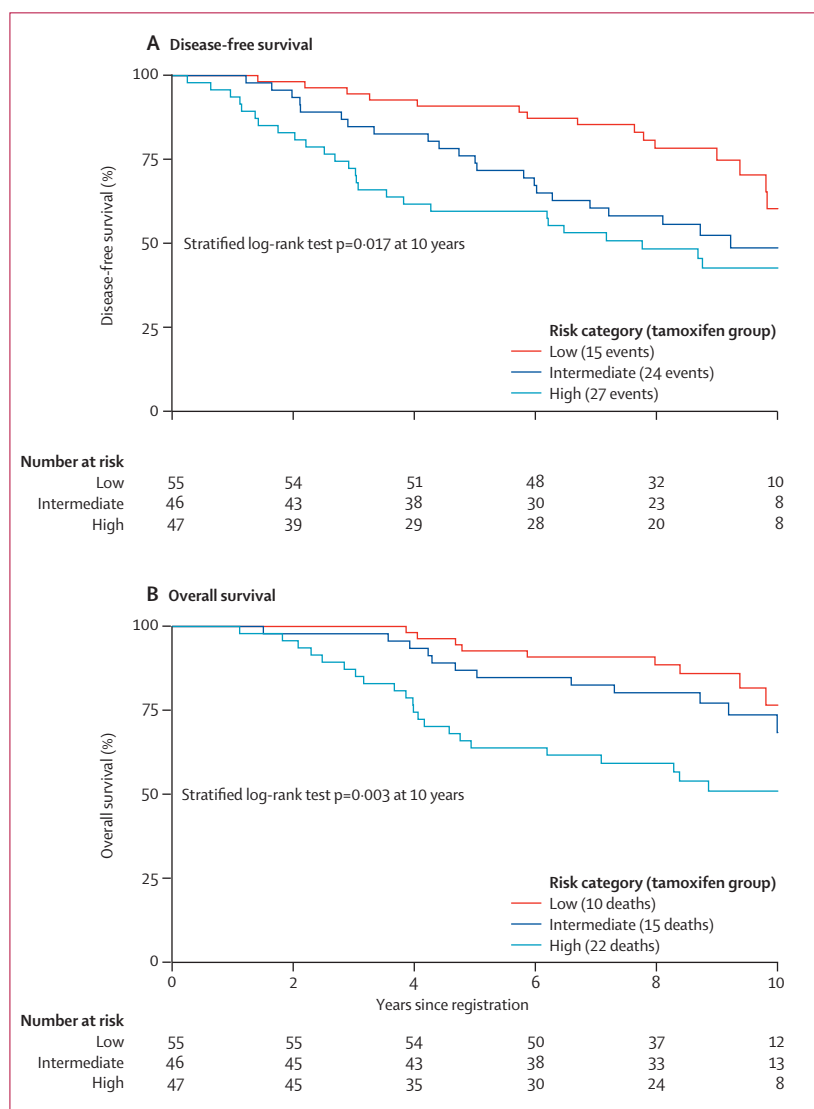 A Disease-free survival
100
75
50
25
0
Disease-free survival (%)
Stratified log-rank test p=0·017 at 10 years
Risk category (tamoxifen group)
Low (15 events)
Intermediate (24 events)
High (27 events)
Number at risk
Low 55 54 51 48 32 10
Intermediate 46 43 38 30 23 8
High 47 39 29 28 20 8
B Overall survival
100
75
50
25
0
Overall survival (%)
Stratified log-rank test p=0·003 at 10 years
Risk category (tamoxifen group)
Low (10 deaths)
Intermediate (15 deaths)
High (22 deaths)
0 2 4 6 8 10
Years since registration
Number at risk
Low 55 55 54 50 37 12
Intermediate 46 45 43 38 33 13
High 47 45 35 30 24 8